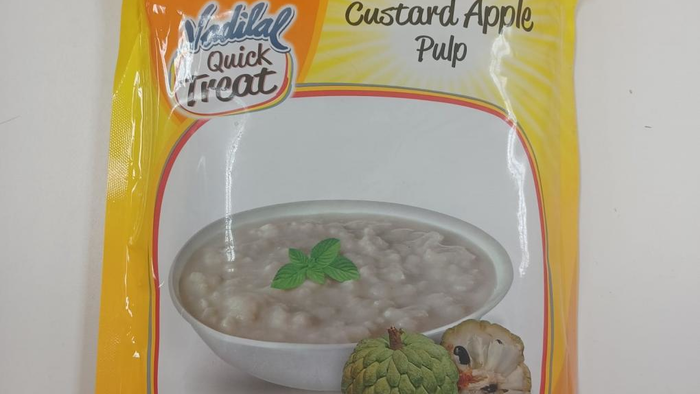 Vadilal
Quick
Treat
Custard Apple
Pulp